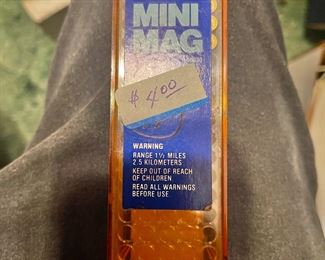 MINI
MAG
$4.00
WARNING
RANGE 1½ MILES
2.5 KILOMETERS
KEEP OUT OF REACH
OF CHILDREN
READ ALL WARNINGS
BEFORE USE